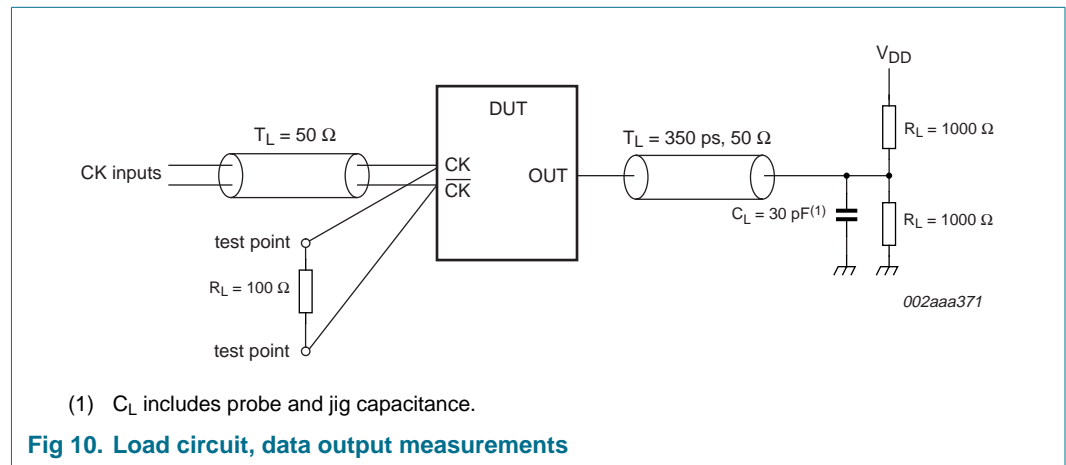 V_DD
DUT
R_L = 1000 Ω
T_L = 50 Ω
T_L = 350 ps, 50 Ω
CK inputs
CK
C̅K̅
OUT
C_L = 30 pF(1)
R_L = 1000 Ω
test point
R_L = 100 Ω
002aaa371
test point
(1) C_L includes probe and jig capacitance.
Fig 10. Load circuit, data output measurements